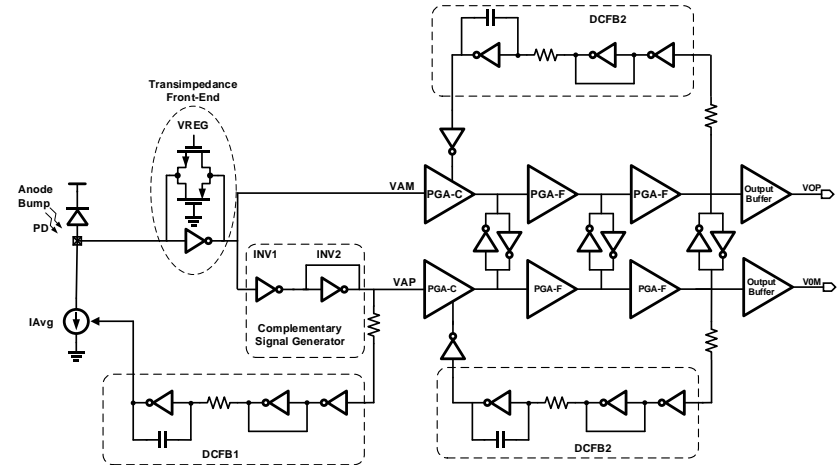 DCFB2
Transimpedance
Front-End
VREG
Anode
Bump
PD
VAM
PGA-C
PGA-F
PGA-F
Output
Buffer
VOP
INV1
INV2
VAP
PGA-C
PGA-F
PGA-F
Output
Buffer
V0M
IAvg
Complementary
Signal Generator
DCFB1
DCFB2